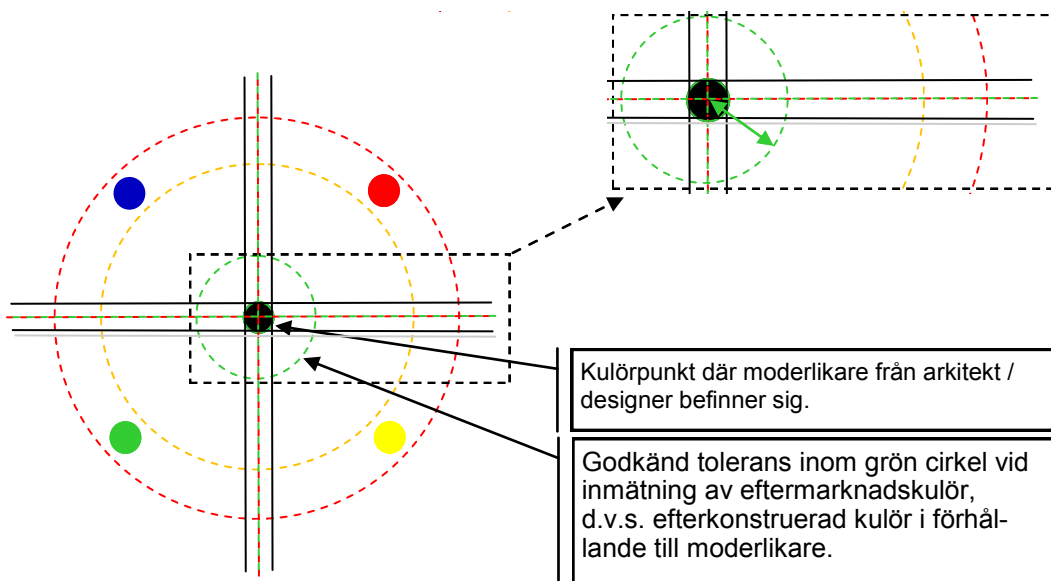 Kulörpunkt där moderlikare från arkitekt /
designer befinner sig.
Godkänd tolerans inom grön cirkel vid
inmätning av eftermarknadskulör,
d.v.s. efterkonstruerad kulör i förhål-
lande till moderlikare.